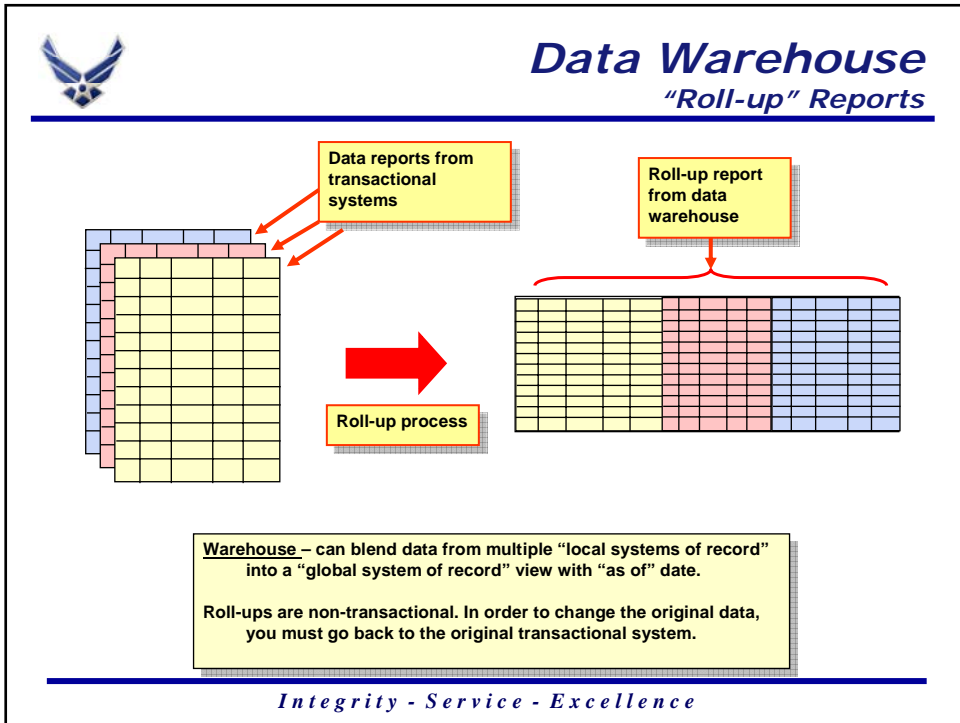 Data Warehouse
“Roll-up” Reports
Data reports from
transactional
systems
Roll-up report
from data
warehouse
Roll-up process
Warehouse – can blend data from multiple “local systems of record”
into a “global system of record” view with “as of” date.
Roll-ups are non-transactional. In order to change the original data,
you must go back to the original transactional system.
Integrity - Service - Excellence